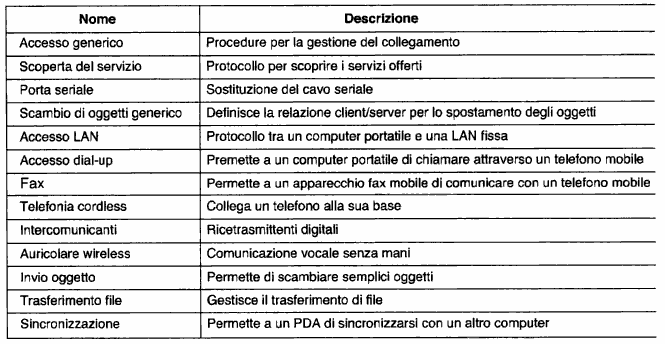 Nome Descrizione
Accesso generico Procedure per la gestione del collegamento
Scoperta del servizio Protocollo per scoprire i servizi offerti
Porta seriale Sostituzione del cavo seriale
Scambio di oggetti generico Definisce la relazione client/server per lo spostamento degli oggetti
Accesso LAN Protocollo tra un computer portatile e una LAN fissa
Accesso dial-up Premette a un computer portatile di chiamare attraverso un telefono mobile
Fax Permette a un apparecchio fax mobile di comunicare con un telefono mobile
Telefonia cordless Collega un telefono alla sua base
Intercomunicanti Ricetrasmittenti digitali
Auricolare wireless Comunicazione vocale senza mani
Invio oggetto Permette di scambiare semplici oggetti
Trasferimento file Gestisce il trasferimento di file
Sincronizzazione Permette a un PDA di sincronizzarsi con un altro computer